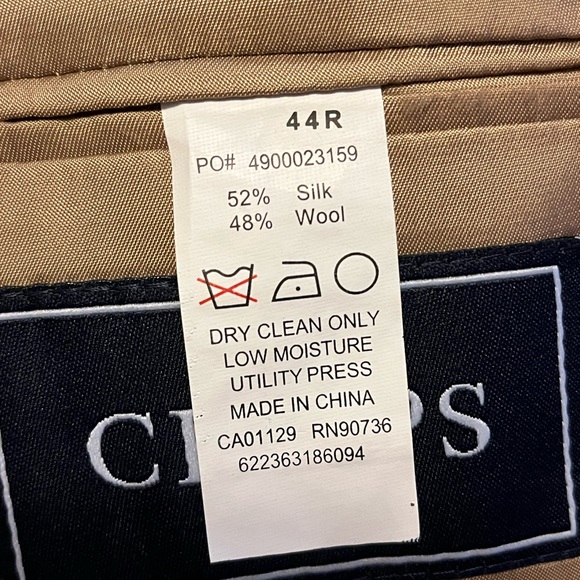 44R
PO# 4900023159
52% Silk
48% Wool
DRY CLEAN ONLY
LOW MOISTURE
UTILITY PRESS
MADE IN CHINA
CA01129 RN90736
622363186094